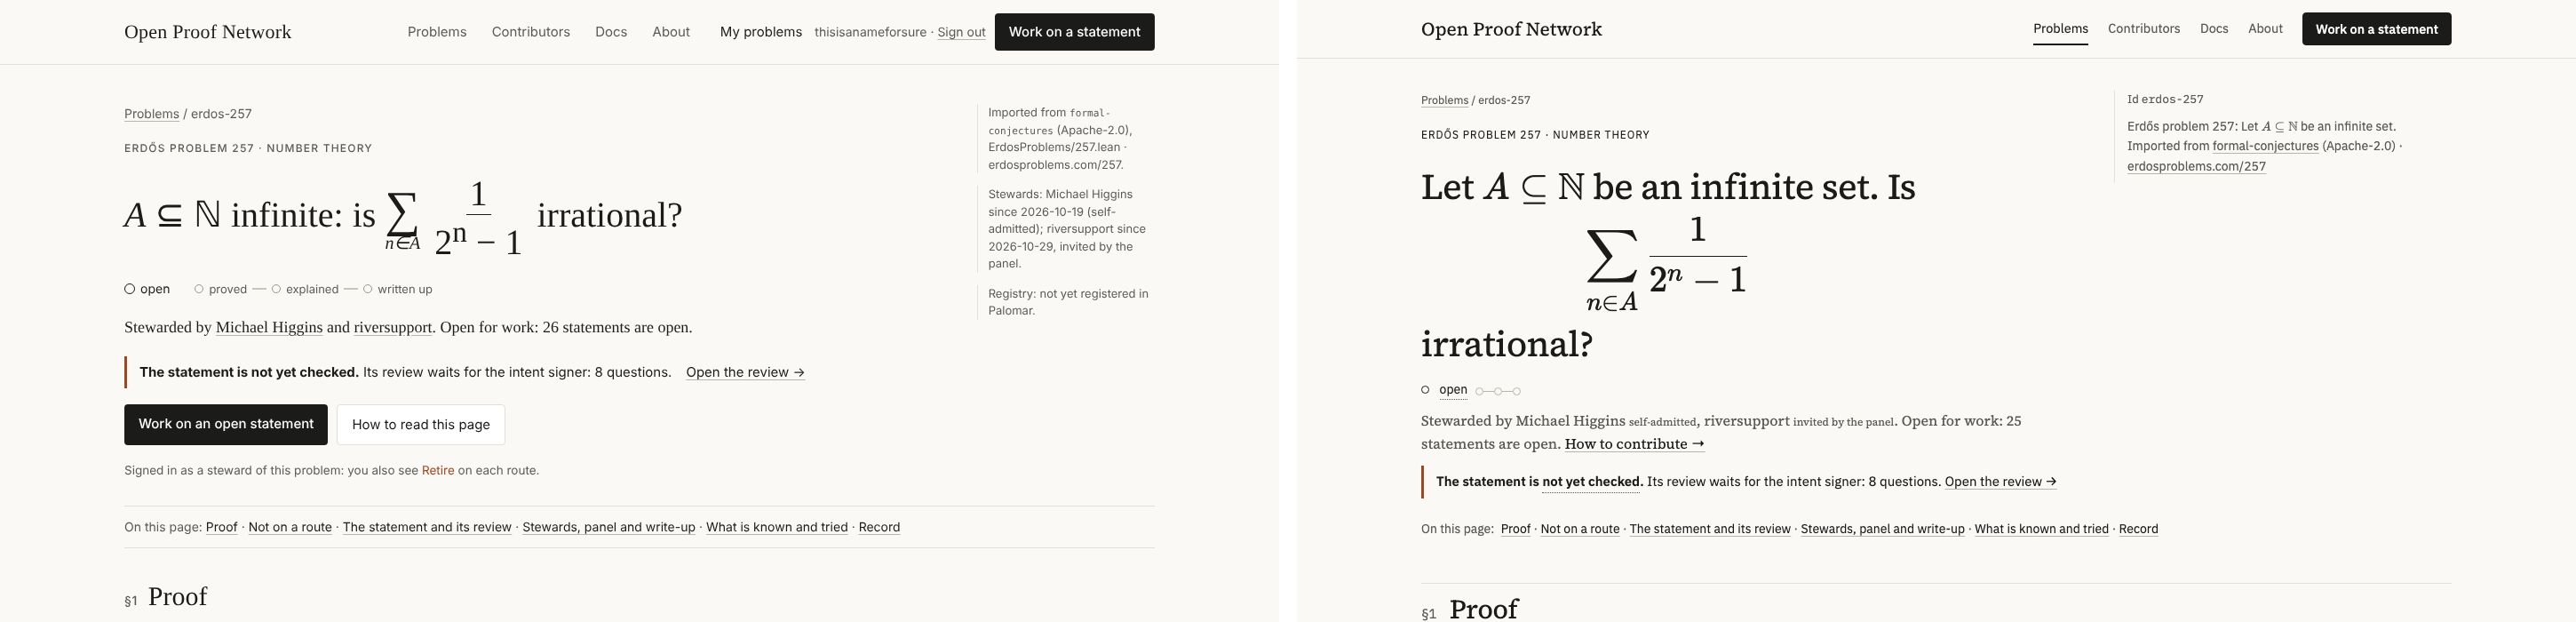 Open Proof Network Problems Contributors Docs About My problems thisisanameforsure · Sign out Work on a statement
Problems / erdos-257
ERDŐS PROBLEM 257 · NUMBER THEORY
A ⊆ ℕ infinite: is ∑ n∈A 1 / 2ⁿ − 1 irrational?
open proved explained written up
Stewarded by Michael Higgins and riversupport. Open for work: 26 statements are open.
The statement is not yet checked. Its review waits for the intent signer: 8 questions. Open the review →
Work on an open statement How to read this page
Signed in as a steward of this problem: you also see Retire on each route.
Imported from formal-
conjectures (Apache-2.0),
ErdosProblems/257.lean ·
erdosproblems.com/257.
Stewards: Michael Higgins
since 2026-10-19 (self-
admitted); riversupport since
2026-10-29, invited by the
panel.
Registry: not yet registered in
Palomar.
On this page: Proof · Not on a route · The statement and its review · Stewards, panel and write-up · What is known and tried · Record
§1 Proof
Open Proof Network Problems Contributors Docs About Work on a statement
Problems / erdos-257
ERDŐS PROBLEM 257 · NUMBER THEORY
Let A ⊆ ℕ be an infinite set. Is
∑ n∈A 1 / 2ⁿ − 1
irrational?
open
Stewarded by Michael Higgins self-admitted, riversupport invited by the panel. Open for work: 25
statements are open. How to contribute →
The statement is not yet checked. Its review waits for the intent signer: 8 questions. Open the review →
On this page: Proof · Not on a route · The statement and its review · Stewards, panel and write-up · What is known and tried · Record
Id erdos-257
Erdős problem 257: Let A ⊆ ℕ be an infinite set.
Imported from formal-conjectures (Apache-2.0) ·
erdosproblems.com/257
§1 Proof